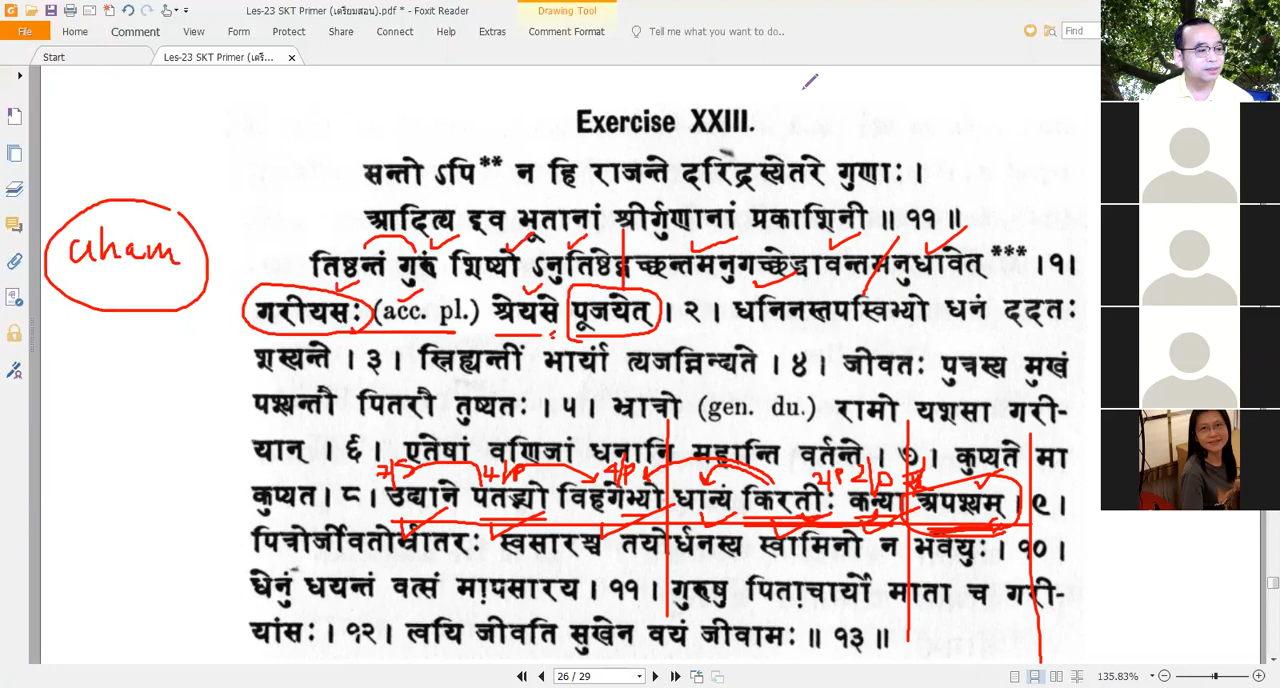 Les-23 SKT Primer (เตรียมสอน).pdf * - Foxit Reader
Drawing Tool
File Home Comment View Form Protect Share Connect Help Extras Comment Format Tell me what you want to do.. Find
Start Les-23 SKT Primer (เตรี...
Exercise XXIII.
सन्तो ऽपि ** न हि राजन्ते दरिद्रस्येतरे गुणाः ।
आदित्य इव भूतानां श्रीर्गुणानां प्रकाशिनी ॥ ११ ॥
aham
तिष्ठन्तं गुरुं शिष्यो ऽनुतिष्ठेद्गच्छन्तमनुगच्छेद्धावन्तमनुधावेत् *** । १ ।
गरीयसः (acc. pl.) श्रेयसे पूजयेत् । २ । धनिनस्तपस्विभ्यो धनं ददतः
शस्यन्ते । ३ । स्निह्यन्तीं भार्यां त्यजन्निन्द्यते । ४ । जीवतः पुत्रस्य मुखं
पश्यन्तौ पितरौ तुष्यतः । ५ । भ्रात्रो (gen. du.) रामो यशसा गरी-
यान् । ६ । एतेषां वणिजां धनानि महान्ति वर्तन्ते । ७ । कुप्यते मा
कुप्यत । ८ । उद्याने पतद्भ्यो विहगेभ्यो धान्यं किरतीः कन्या अपश्यम् । ९ ।
पित्रोर्जीवतोर्भ्रातरः स्वसारश्च तयोर्धनस्य स्वामिनो न भवेयुः । १० ।
धेनुं धयन्तं वत्सं मापसारय । ११ । गुरुषु पिताचार्यो माता च गरी-
यांसः । १२ । त्वयि जीवति सुखेन वयं जीवामः ॥ १३ ॥
26 / 29 135.83%